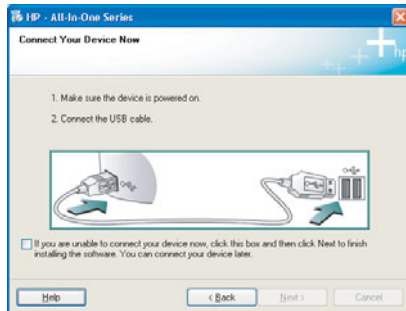 HP - All-In-One Series
Connect Your Device Now
hp
1. Make sure the device is powered on.
2. Connect the USB cable.
If you are unable to connect your device now, click this box and then click Next to finish
installing the software. You can connect your device later.
Help
< Back
Next >
Cancel